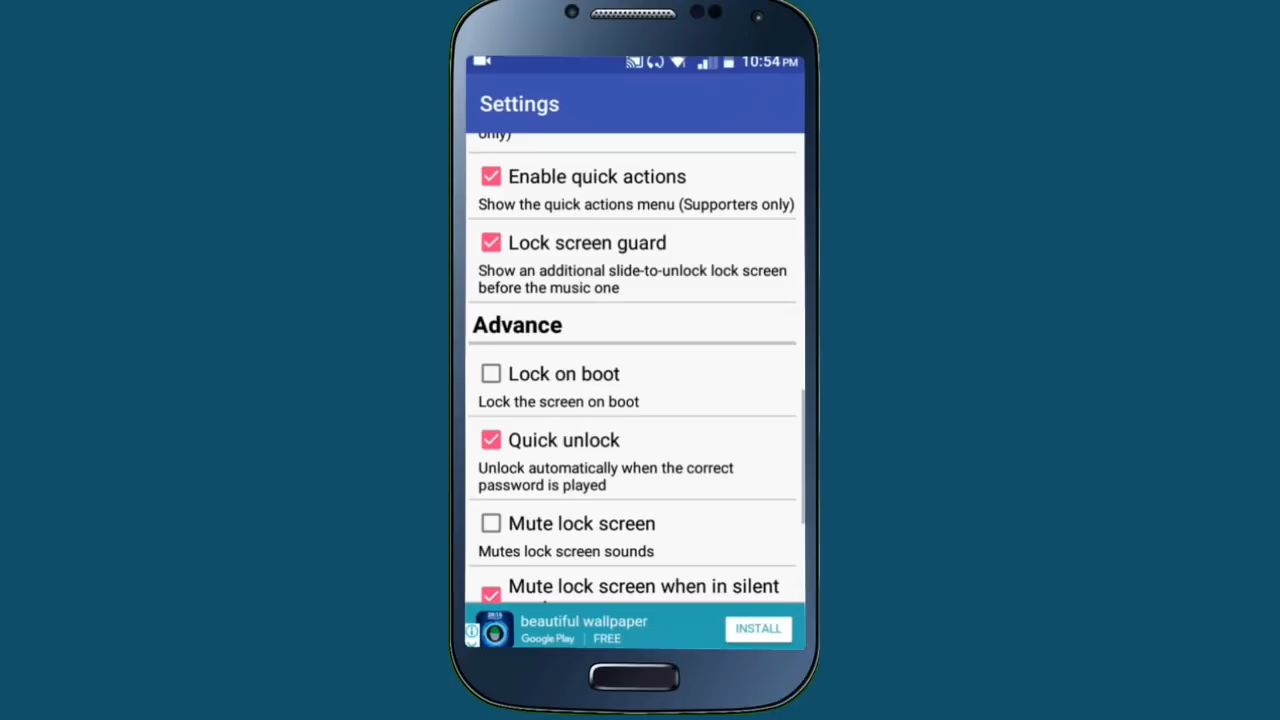 10:54 PM
Settings
only)
Enable quick actions
Show the quick actions menu (Supporters only)
Lock screen guard
Show an additional slide-to-unlock lock screen
before the music one
Advance
Lock on boot
Lock the screen on boot
Quick unlock
Unlock automatically when the correct
password is played
Mute lock screen
Mutes lock screen sounds
Mute lock screen when in silent
beautiful wallpaper
Google Play | FREE
INSTALL